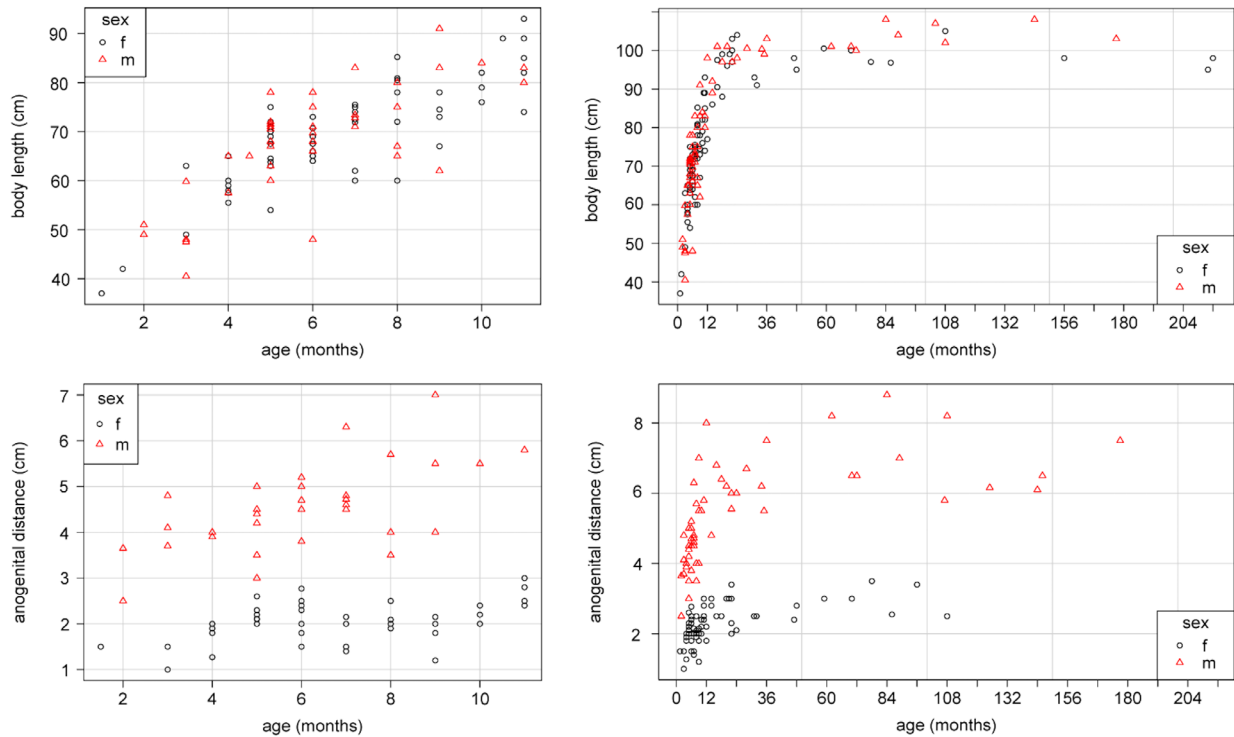 sex
f
m
90
80
70
60
50
40
body length (cm)
2 4 6 8 10
age (months)
100
90
80
70
60
50
40
body length (cm)
sex
f
m
0 12 36 60 84 108 132 156 180 204
age (months)
sex
f
m
7
6
5
4
3
2
1
anogenital distance (cm)
2 4 6 8 10
age (months)
8
6
4
2
anogenital distance (cm)
sex
f
m
0 12 36 60 84 108 132 156 180 204
age (months)